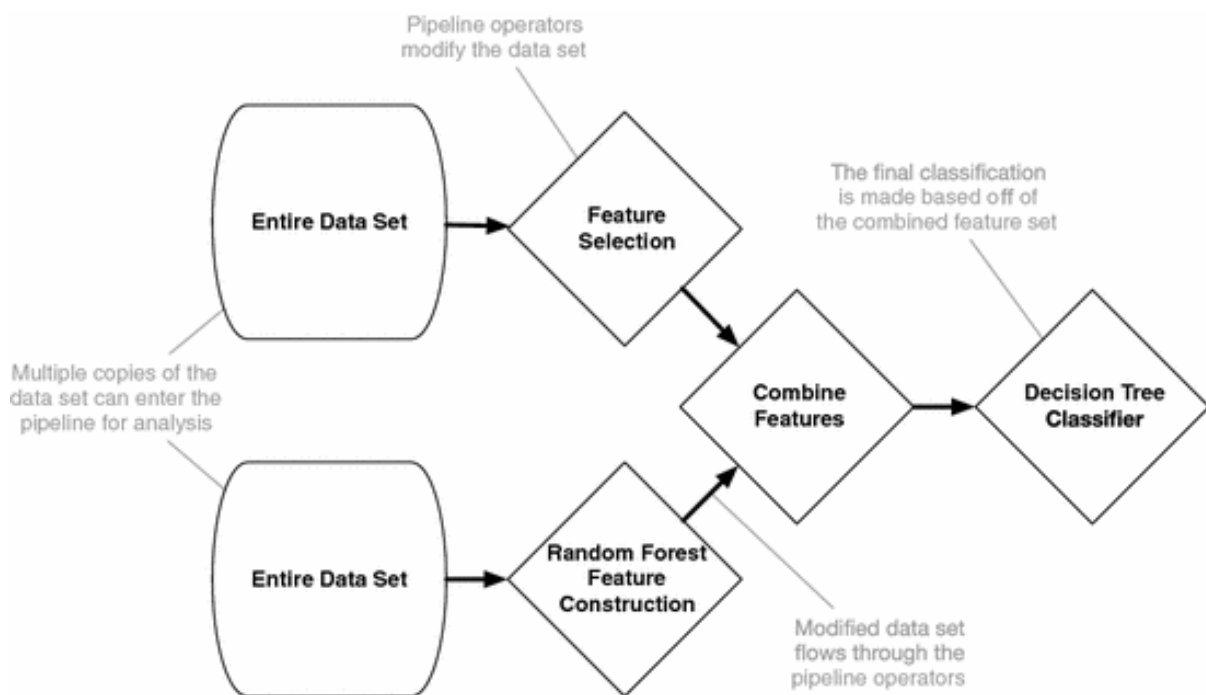 Pipeline operators
modify the data set
Entire Data Set
Feature
Selection
The final classification
is made based off of
the combined feature set
Multiple copies of the
data set can enter the
pipeline for analysis
Combine
Features
Decision Tree
Classifier
Entire Data Set
Random Forest
Feature
Construction
Modified data set
flows through the
pipeline operators